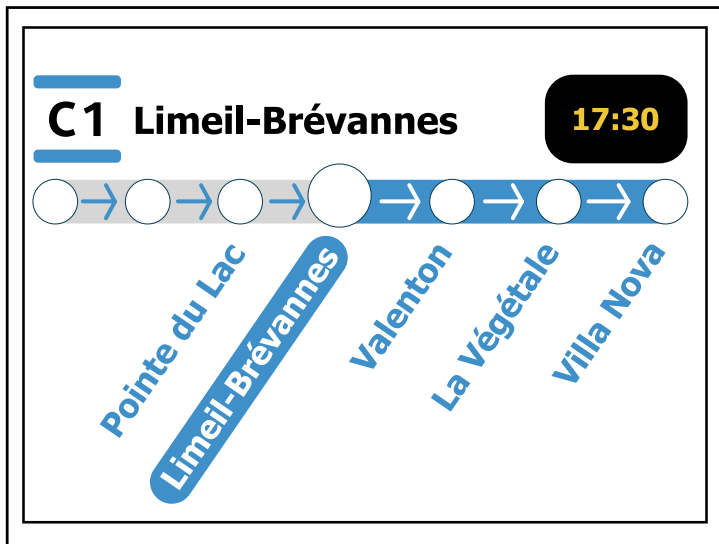 C1 Limeil-Brévannes 17:30
Pointe du Lac
Limeil-Brévannes
Valenton
La Végétale
Villa Nova